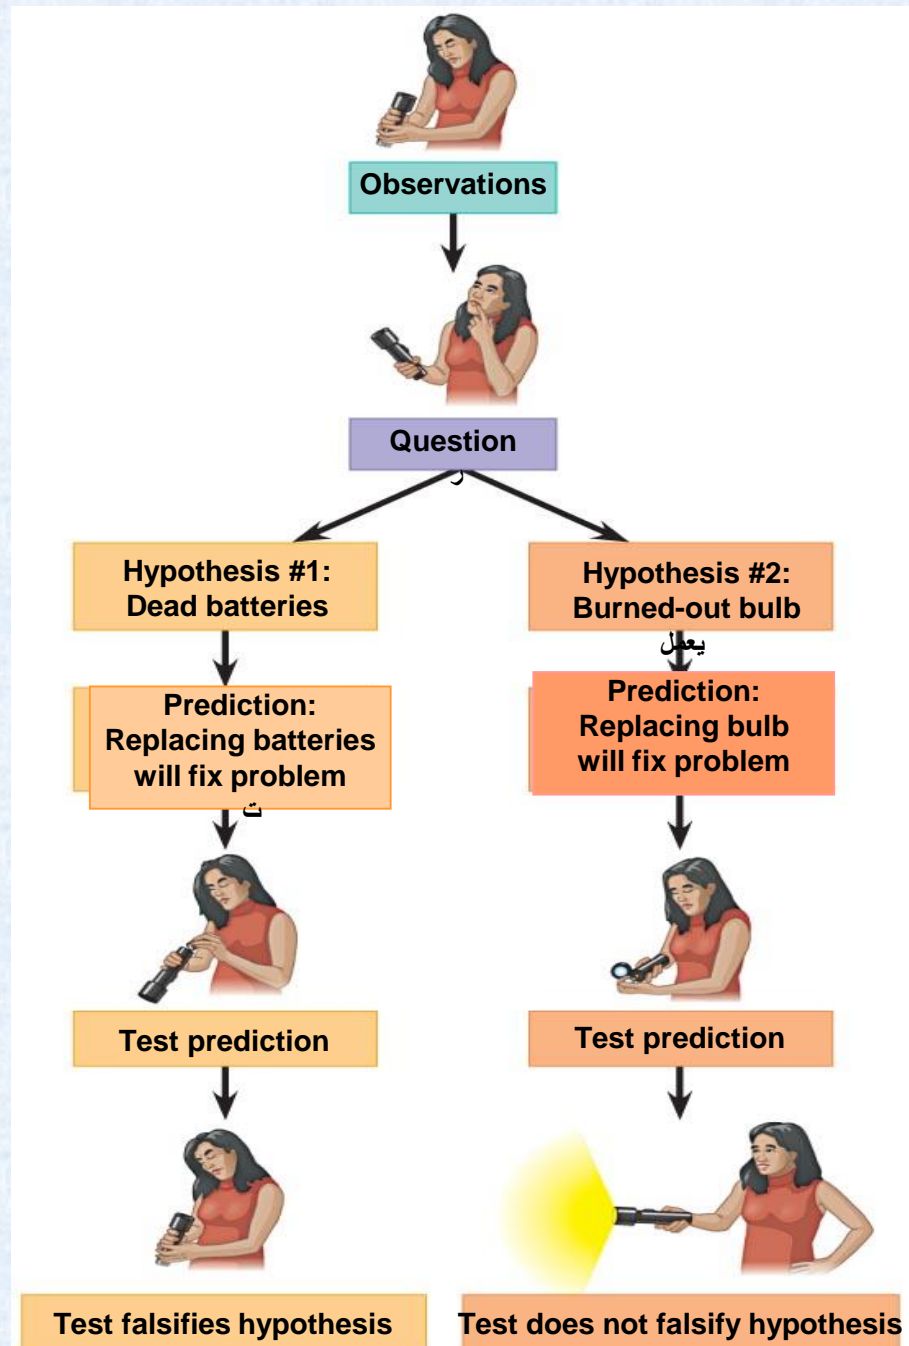 Observations
Question
ر
Hypothesis #1:
Dead batteries
Hypothesis #2:
Burned-out bulb
يعمل
Prediction:
Replacing batteries
will fix problem
ت
Prediction:
Replacing bulb
will fix problem
Test prediction
Test prediction
Test falsifies hypothesis
Test does not falsify hypothesis